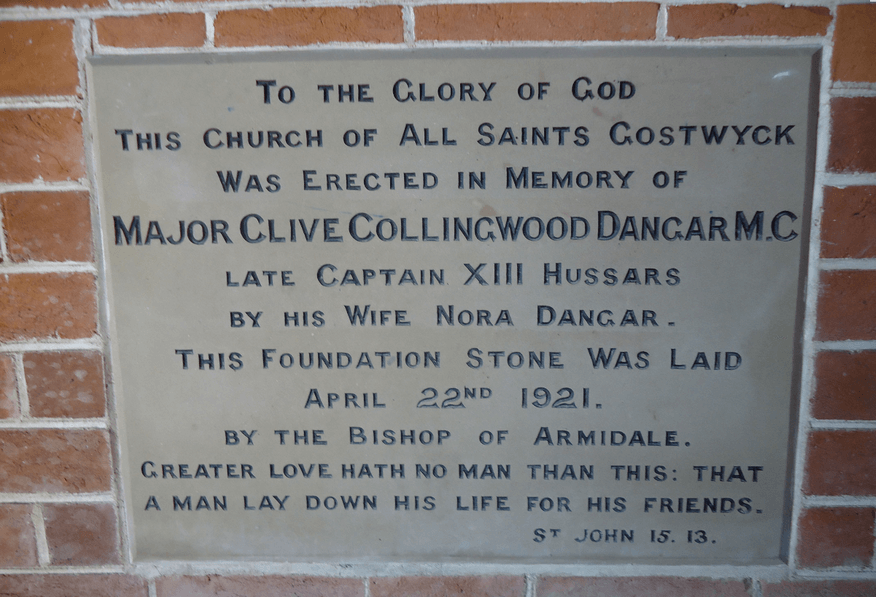 To the Glory of God
This Church of All Saints Gostwyck
Was Erected in Memory of
Major Clive Collingwood Dangar M.C
late Captain XIII Hussars
by his Wife Nora Dangar.
This Foundation Stone Was Laid
April 22ND 1921.
by the Bishop of Armidale.
Greater love hath no man than this: that
a man lay down his life for his friends.
ST John 15. 13.